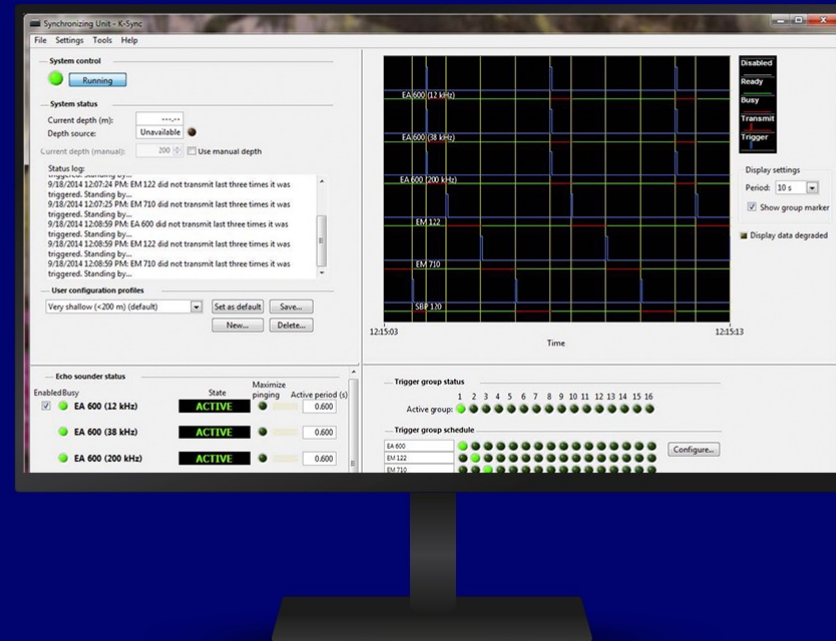 Synchronizing Unit - K-Sync
File Settings Tools Help
System control
Running
System status
Current depth (m): ---,--
Depth source: Unavailable
Current depth (manual): 200 Use manual depth
Status log:
triggered. Standing by...
9/18/2014 12:07:24 PM: EM 122 did not transmit last three times it was
triggered. Standing by...
9/18/2014 12:07:25 PM: EM 710 did not transmit last three times it was
triggered. Standing by...
9/18/2014 12:08:59 PM: EA 600 did not transmit last three times it was
triggered. Standing by...
9/18/2014 12:08:59 PM: EM 122 did not transmit last three times it was
triggered. Standing by...
9/18/2014 12:08:59 PM: EM 710 did not transmit last three times it was
triggered. Standing by...
User configuration profiles
Very shallow (<200 m) (default) Set as default Save...
New... Delete...
EA 600 (12 kHz)
EA 600 (38 kHz)
EA 600 (200 kHz)
EM 122
EM 710
SBP 120
12:15:03 12:15:13
Time
Disabled
Ready
Busy
Transmit
Trigger
Display settings
Period: 10 s
Show group marker
Display data degraded
Echo sounder status
Enabled Busy State Maximize pinging Active period (s)
EA 600 (12 kHz) ACTIVE 0.600
EA 600 (38 kHz) ACTIVE 0.600
EA 600 (200 kHz) ACTIVE 0.600
Trigger group status
1 2 3 4 5 6 7 8 9 10 11 12 13 14 15 16
Active group:
Trigger group schedule
EA 600
EM 122
EM 710
Configure...